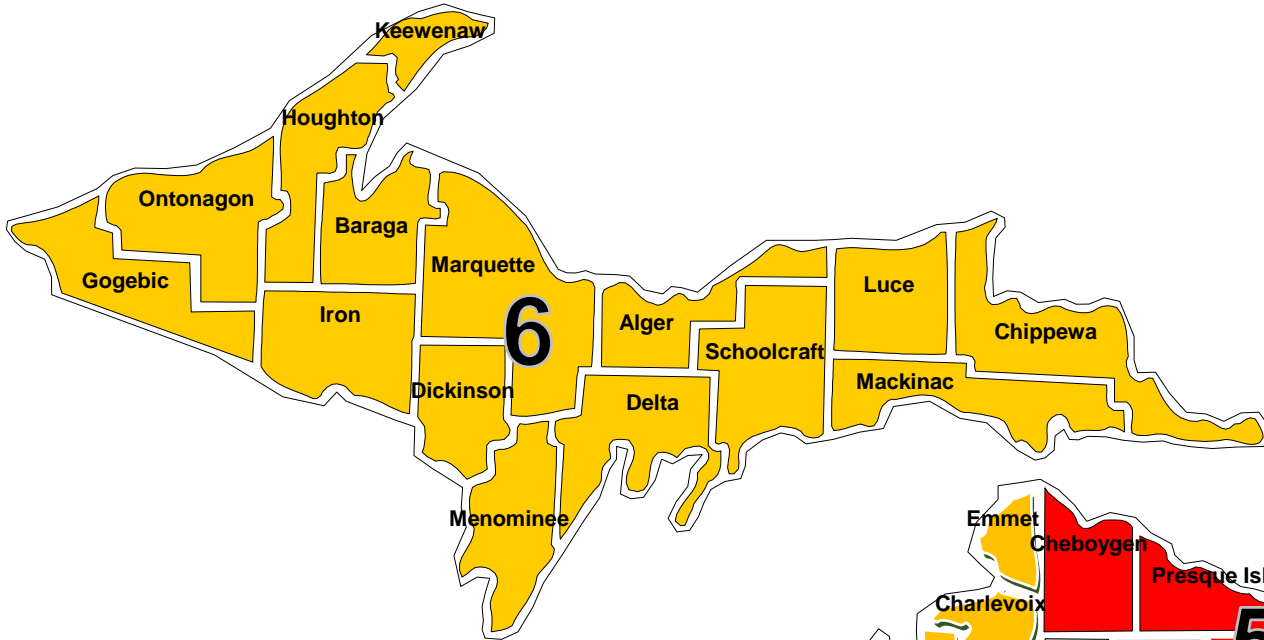 Keewenaw
Houghton
Ontonagon
Baraga
Gogebic
Marquette
Iron
6
Alger
Luce
Schoolcraft
Chippewa
Dickinson
Delta
Mackinac
Menominee
Emmet
Cheboygen
Presque Isl
Charlevoix
5